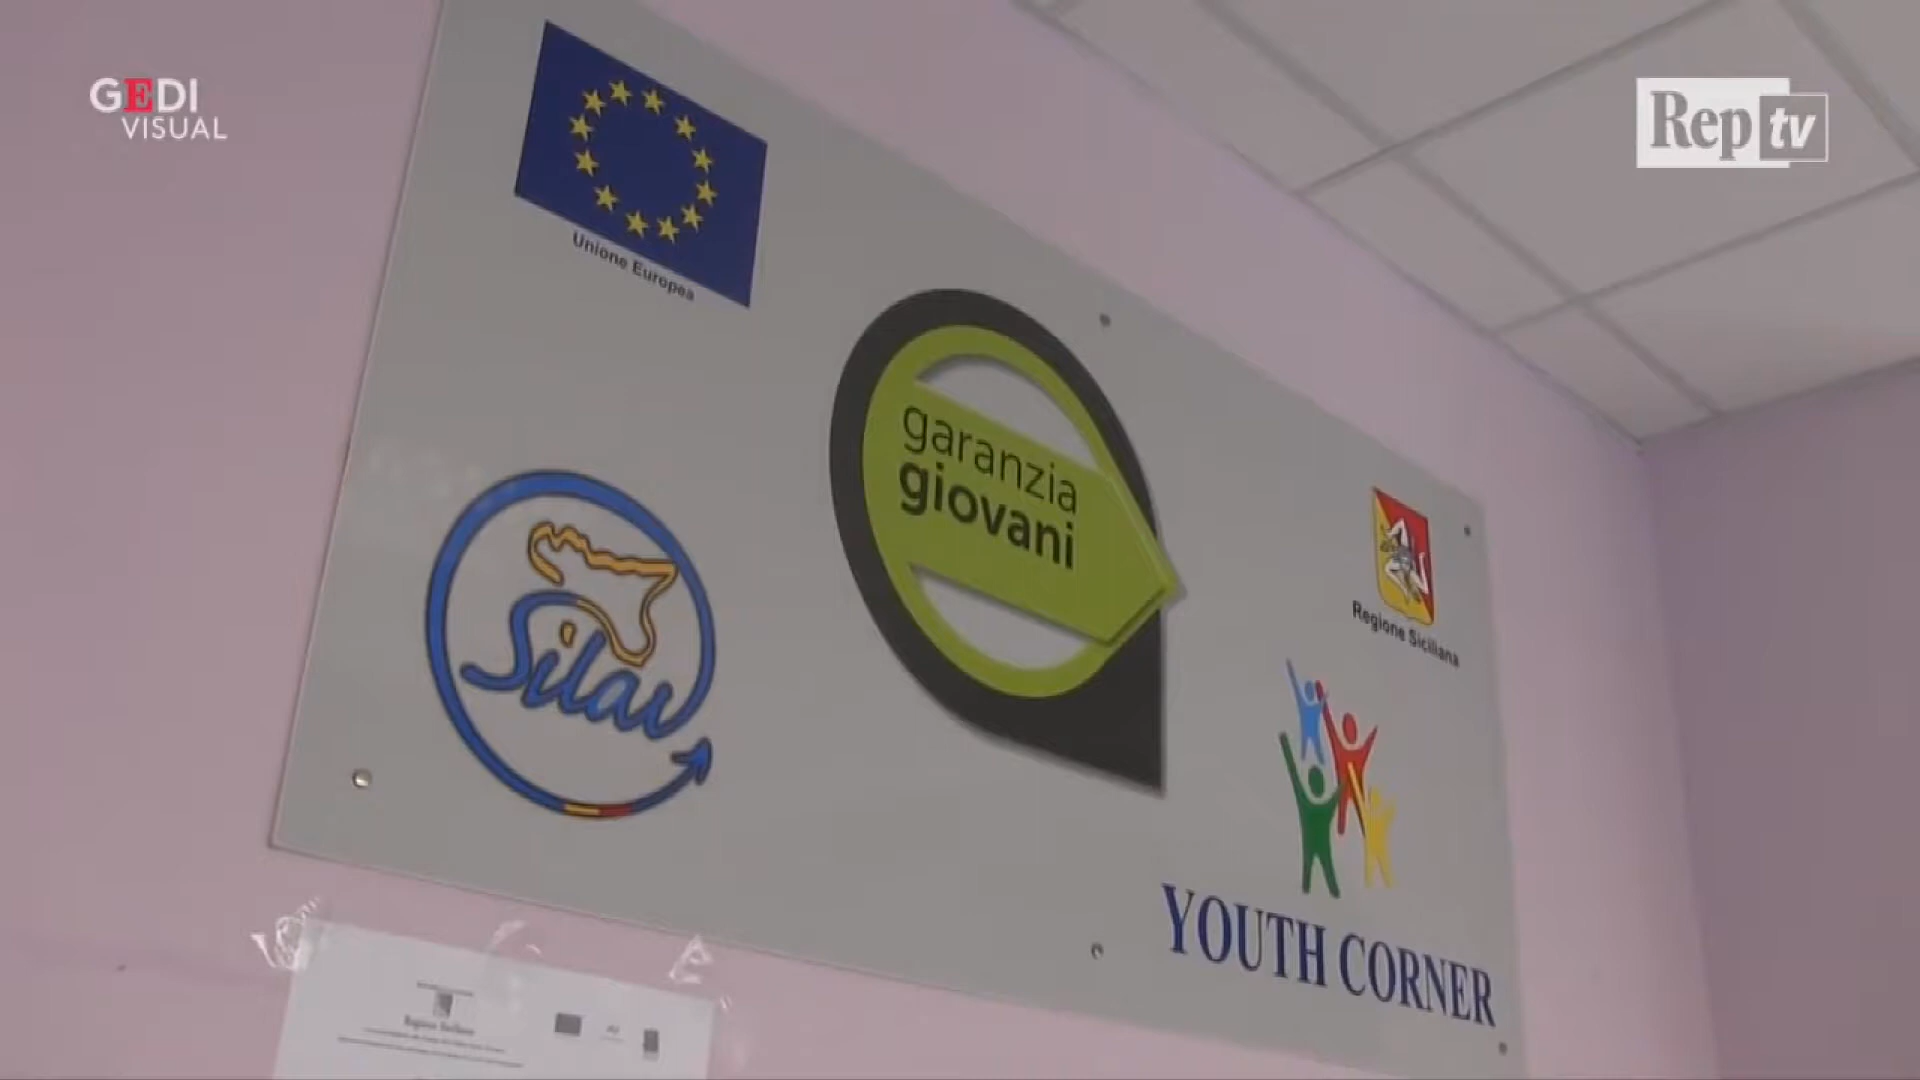 GEDI
VISUAL
Rep tv
Unione Europea
garanzia
giovani
Silav
Regione Siciliana
YOUTH CORNER